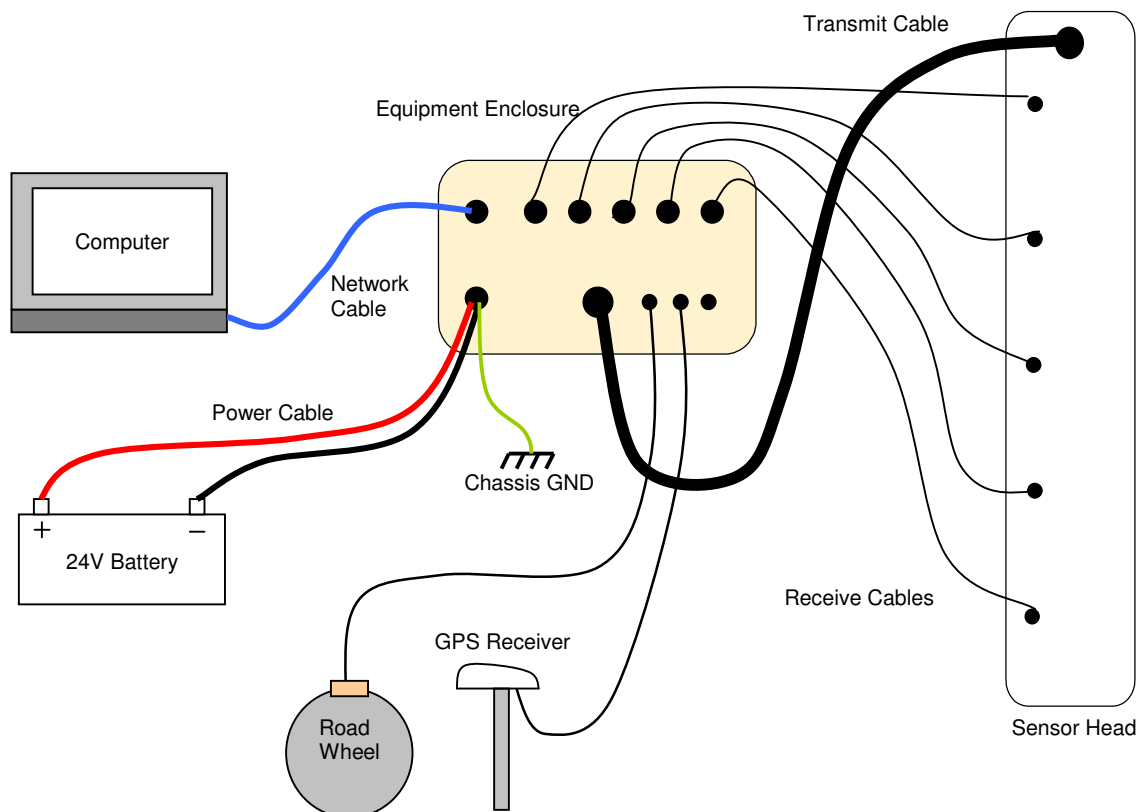 Transmit Cable
Equipment Enclosure
Computer
Network
Cable
Power Cable
Chassis GND
+
–
24V Battery
Receive Cables
GPS Receiver
Road
Wheel
Sensor Head